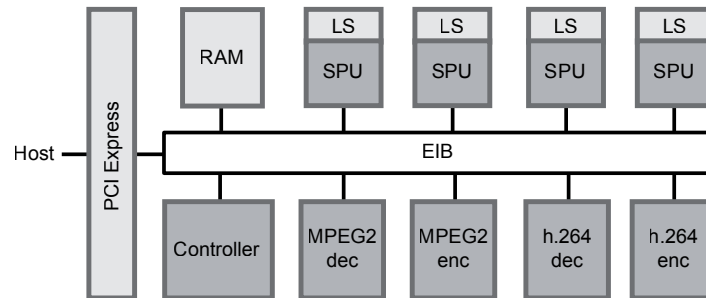 LS
LS
LS
LS
RAM
SPU
SPU
SPU
SPU
Host
PCI Express
EIB
Controller
MPEG2
dec
MPEG2
enc
h.264
dec
h.264
enc